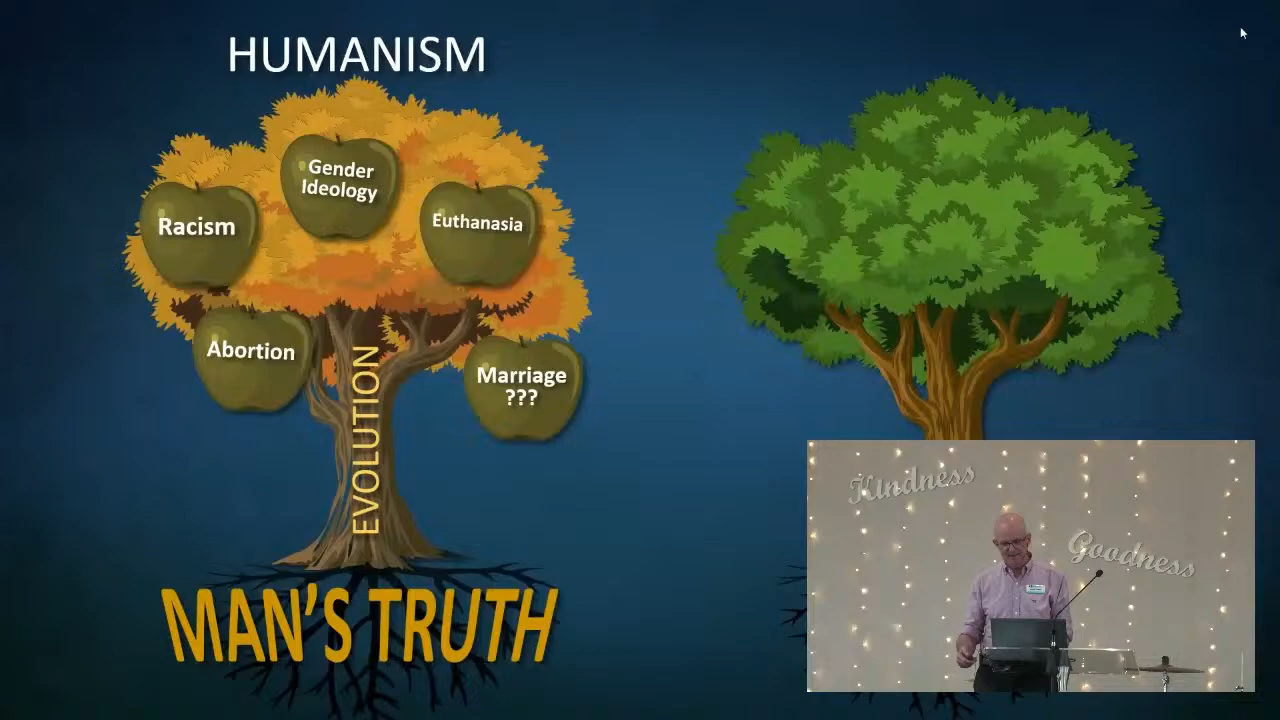 HUMANISM
Gender
Ideology
Racism
Euthanasia
Abortion
Marriage
???
EVOLUTION
MAN'S TRUTH
Kindness
Goodness